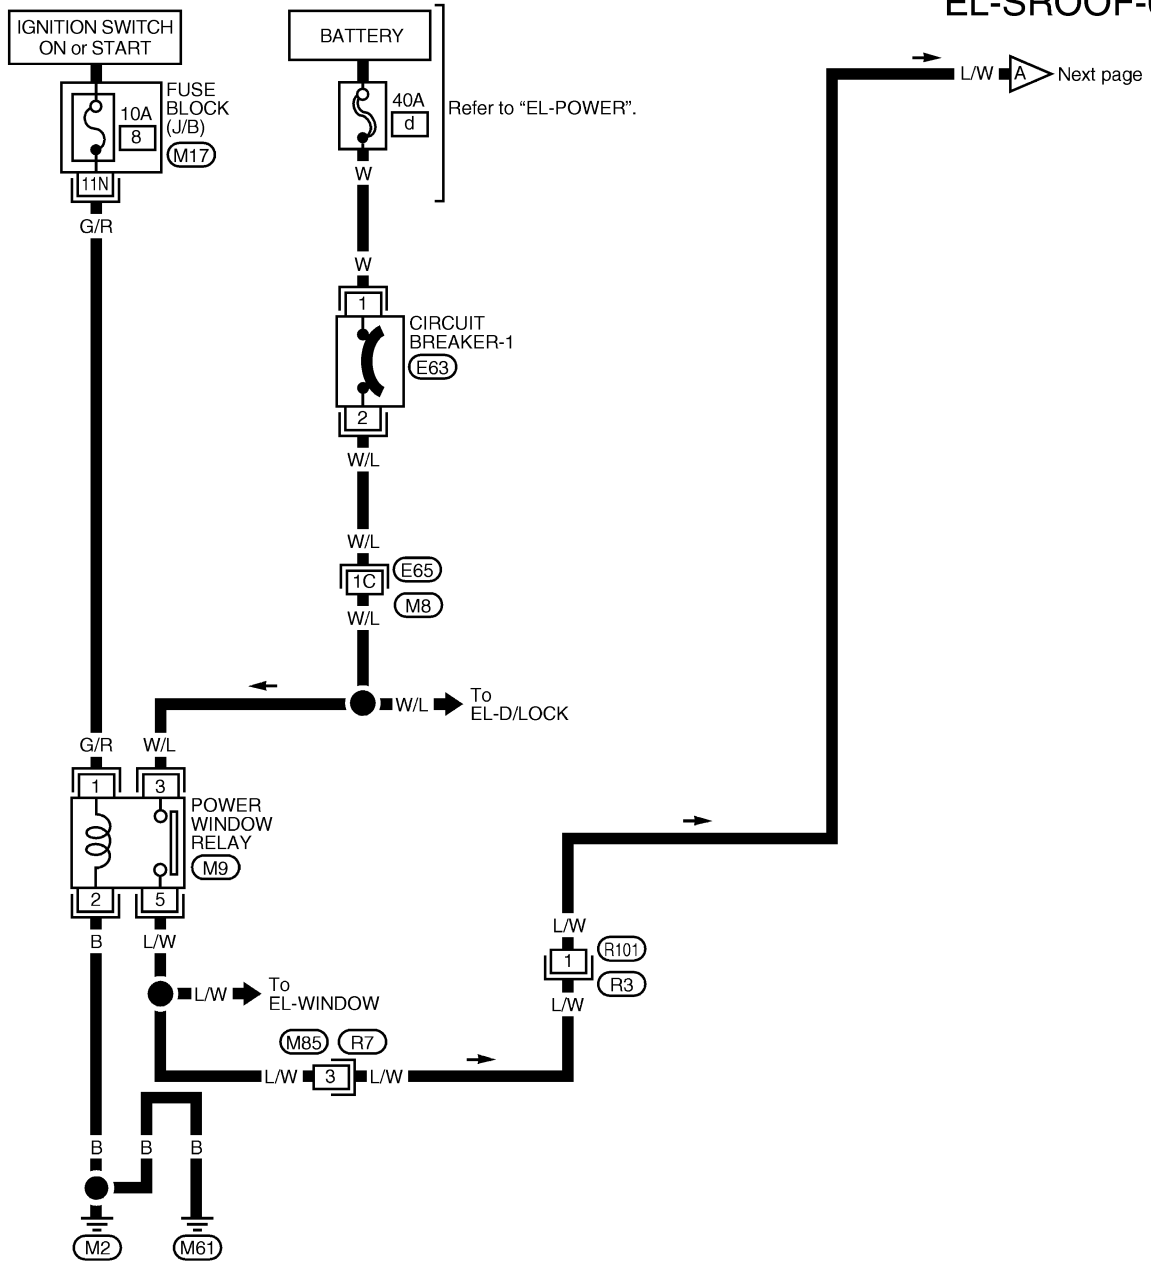 EL-SROOF-
IGNITION SWITCH
ON or START
BATTERY
FUSE
BLOCK
(J/B)
10A
8
M17
11N
G/R
40A
d
Refer to “EL-POWER”.
W
W
1
CIRCUIT
BREAKER-1
E63
2
W/L
W/L
1C
E65
M8
W/L
W/L
To
EL-D/LOCK
L/W
A
Next page
G/R
W/L
1
3
POWER
WINDOW
RELAY
M9
2
5
B
L/W
L/W
To
EL-WINDOW
M85
R7
L/W
3
L/W
L/W
1
R101
R3
L/W
B
B
B
M2
M61